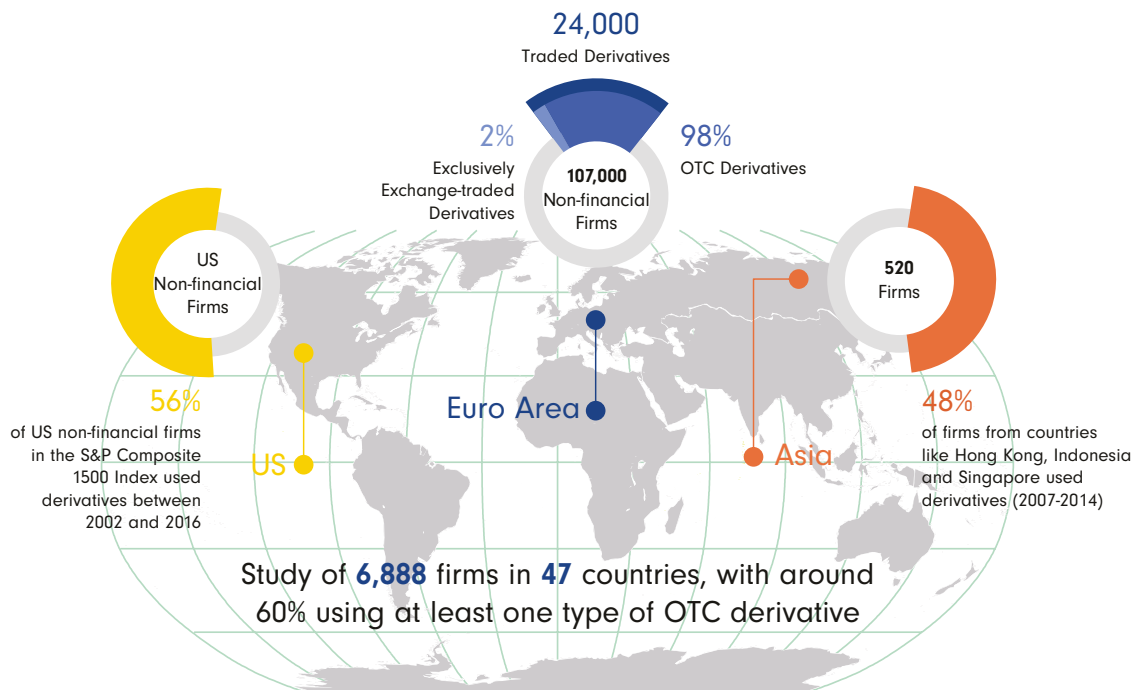 24,000
Traded Derivatives
2%
Exclusively
Exchange-traded
Derivatives
98%
OTC Derivatives
107,000
Non-financial
Firms
US
Non-financial
Firms
520
Firms
56%
of US non-financial firms
in the S&P Composite
1500 Index used
derivatives between
2002 and 2016
US
Euro Area
Asia
48%
of firms from countries
like Hong Kong, Indonesia
and Singapore used
derivatives (2007-2014)
Study of 6,888 firms in 47 countries, with around
60% using at least one type of OTC derivative